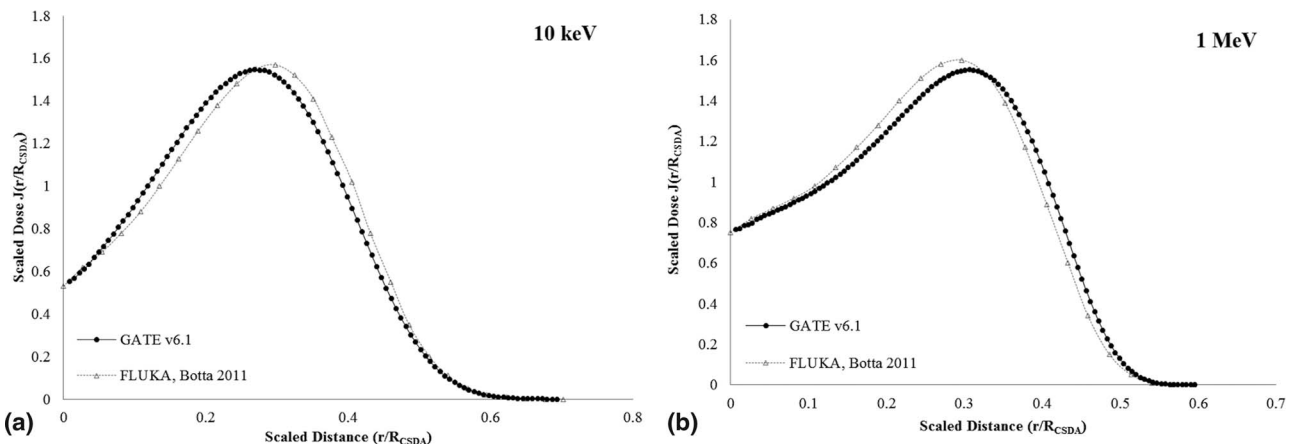 10 keV
1.8
1.6
1.4
1.2
1
0.8
0.6
0.4
0.2
0
Scaled Dose J(r/RCSDA)
GATE v6.1
FLUKA, Botta 2011
0 0.2 0.4 0.6 0.8
Scaled Distance (r/RCSDA)
(a)
1 MeV
1.8
1.6
1.4
1.2
1
0.8
0.6
0.4
0.2
0
Scaled Dose J(r/RCSDA)
GATE v6.1
FLUKA, Botta 2011
0 0.1 0.2 0.3 0.4 0.5 0.6 0.7
Scaled Distance (r/RCSDA)
(b)